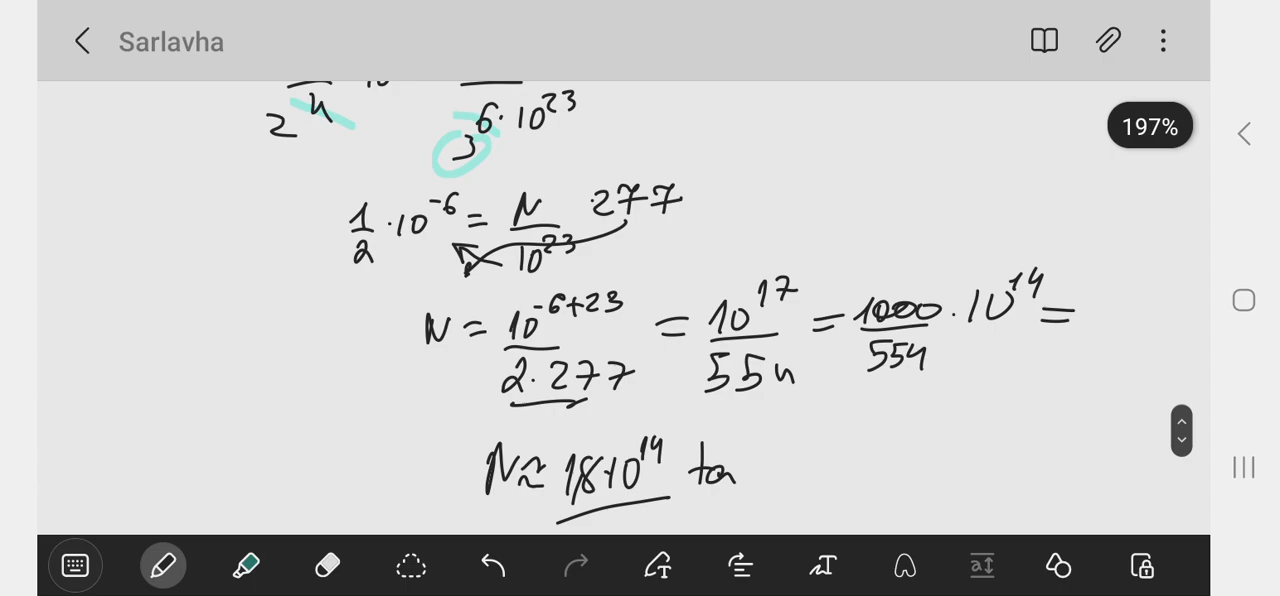 Sarlavha
197%
2 4 6 · 10^23
3
1/2 · 10^-6 = N/10^23 · 277
N = 10^(-6+23)/(2 · 277) = 10^17/554 = 1000/554 · 10^14 =
N ≈ 1,8 · 10^14 ta